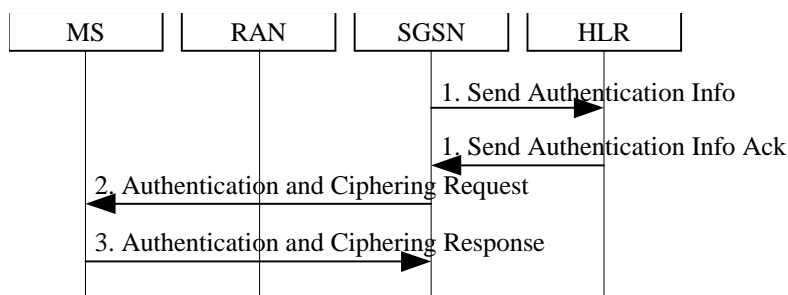 MS RAN SGSN HLR
1. Send Authentication Info
1. Send Authentication Info Ack
2. Authentication and Ciphering Request
3. Authentication and Ciphering Response